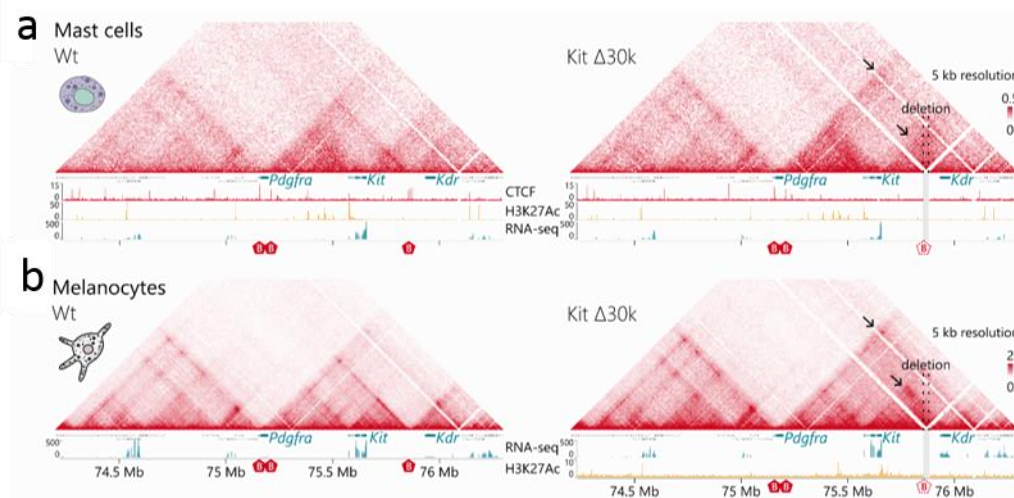 a Mast cells
Wt
Kit Δ30k
5 kb resolution
0.5
0
deletion
Pdgfra Kit Kdr
Pdgfra Kit Kdr
15
0
CTCF
15
0
50
0
H3K27Ac
50
0
500
0
RNA-seq
500
0
B B B
B B B
b Melanocytes
Wt
Kit Δ30k
5 kb resolution
2
0
deletion
Pdgfra Kit Kdr
Pdgfra Kit Kdr
500
0
RNA-seq
500
0
H3K27Ac
10
0
74.5 Mb 75 Mb B B 75.5 Mb B 76 Mb
74.5 Mb 75 Mb B B 75.5 Mb B 76 Mb